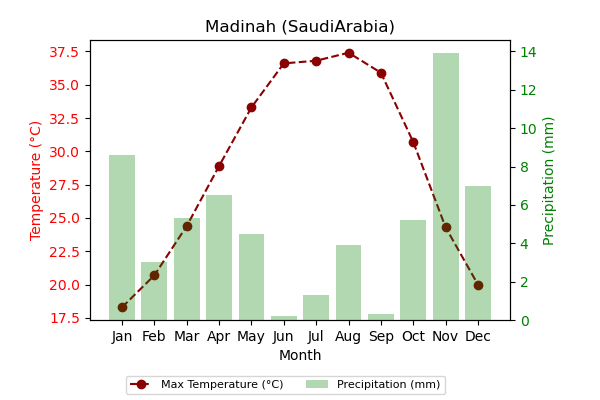 Madinah (SaudiArabia)
Temperature (°C)
37.5
35.0
32.5
30.0
27.5
25.0
22.5
20.0
17.5
14
12
10
8
6
4
2
0
Precipitation (mm)
Jan Feb Mar Apr May Jun Jul Aug Sep Oct Nov Dec
Month
Max Temperature (°C) Precipitation (mm)